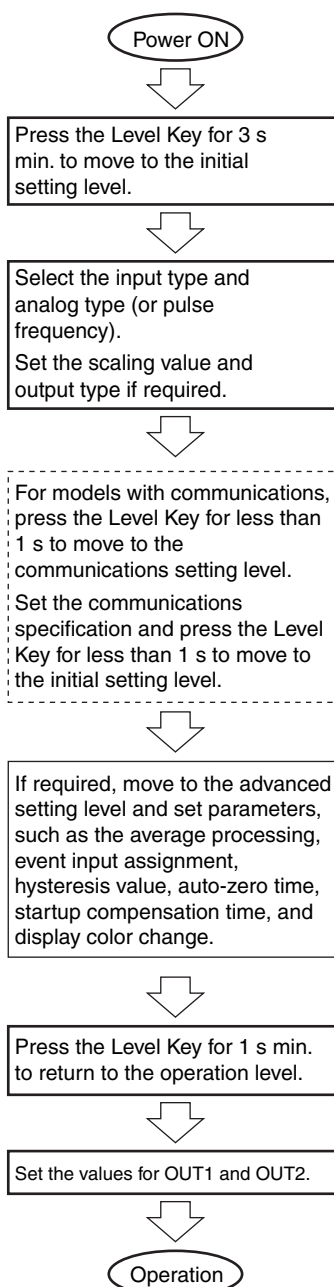 Power ON
Press the Level Key for 3 s
min. to move to the initial
setting level.
Select the input type and
analog type (or pulse
frequency).
Set the scaling value and
output type if required.
For models with communications,
press the Level Key for less than
1 s to move to the
communications setting level.
Set the communications
specification and press the Level
Key for less than 1 s to move to
the initial setting level.
If required, move to the advanced
setting level and set parameters,
such as the average processing,
event input assignment,
hysteresis value, auto-zero time,
startup compensation time, and
display color change.
Press the Level Key for 1 s min.
to return to the operation level.
Set the values for OUT1 and OUT2.
Operation